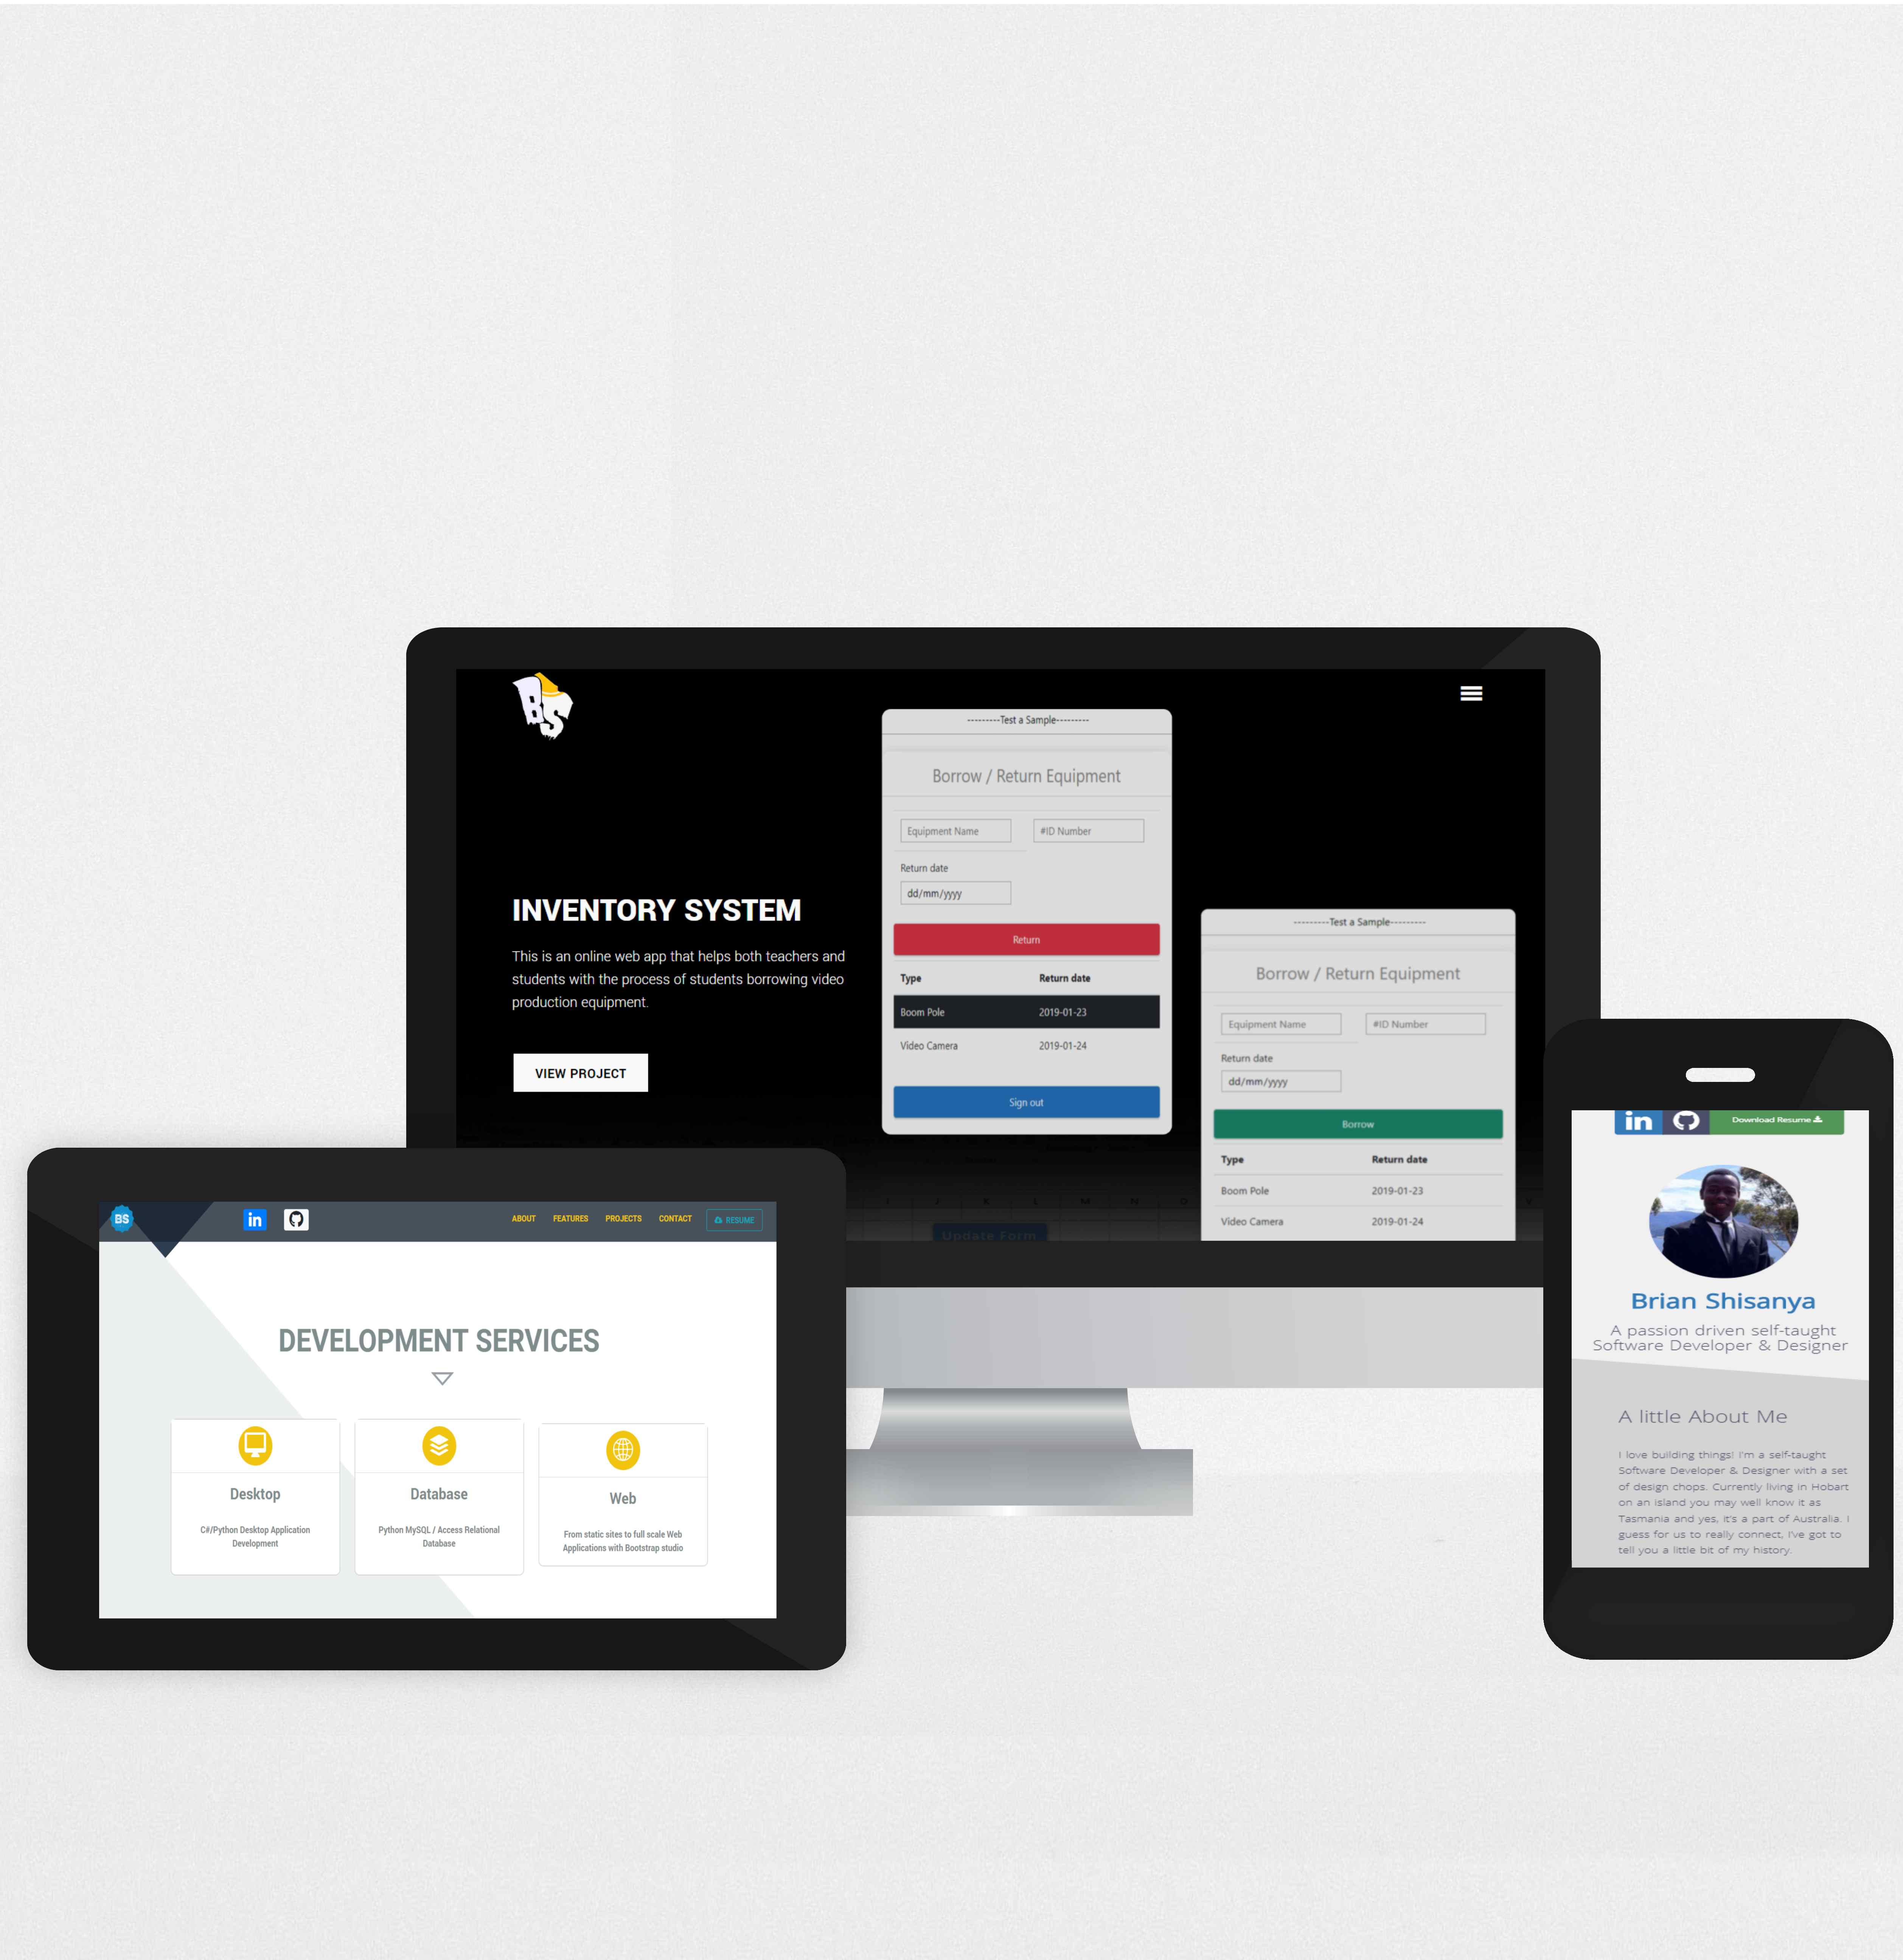 BS
---------Test a Sample---------
Borrow / Return Equipment
Equipment Name
#ID Number
Return date
dd/mm/yyyy
Return
Type Return date
Boom Pole 2019-01-23
Video Camera 2019-01-24
Sign out
INVENTORY SYSTEM
This is an online web app that helps both teachers and
students with the process of students borrowing video
production equipment.
VIEW PROJECT
---------Test a Sample---------
Borrow / Return Equipment
Equipment Name
#ID Number
Return date
dd/mm/yyyy
Borrow
Type Return date
Boom Pole 2019-01-23
Video Camera 2019-01-24
Update Form
BS
in
ABOUT FEATURES PROJECTS CONTACT RESUME
DEVELOPMENT SERVICES
Desktop
C#/Python Desktop Application
Development
Database
Python MySQL / Access Relational
Database
Web
From static sites to full scale Web
Applications with Bootstrap studio
in
Download Resume
Brian Shisanya
A passion driven self-taught
Software Developer & Designer
A little About Me
I love building things! I'm a self-taught
Software Developer & Designer with a set
of design chops. Currently living in Hobart
on an island you may well know it as
Tasmania and yes, it's a part of Australia. I
guess for us to really connect, I've got to
tell you a little bit of my history.